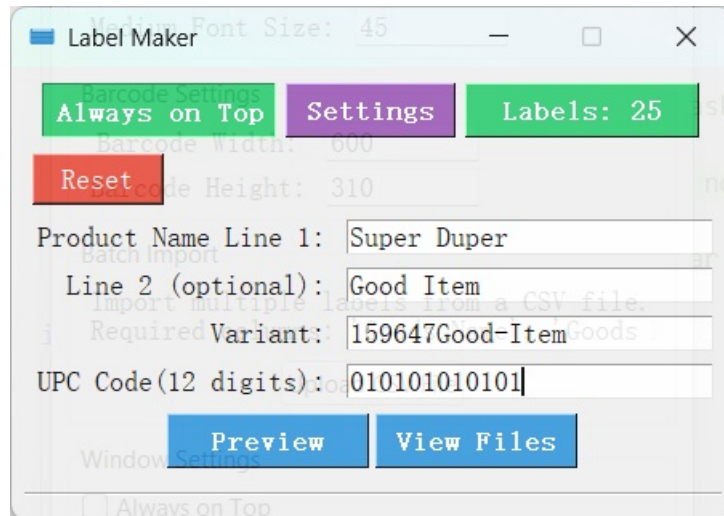 Medium Font Size: 45
Label Maker
Barcode Settings
Always on Top Settings Labels: 25
Barcode Width: 600
Reset
Barcode Height: 310
Product Name Line 1: Super Duper
Batch Import
Line 2 (optional): Good Item
Import multiple labels from a CSV file.
Variant: 159647Good-Item
UPC Code(12 digits): 010101010101
Preview View Files
Window Settings
Always on Top